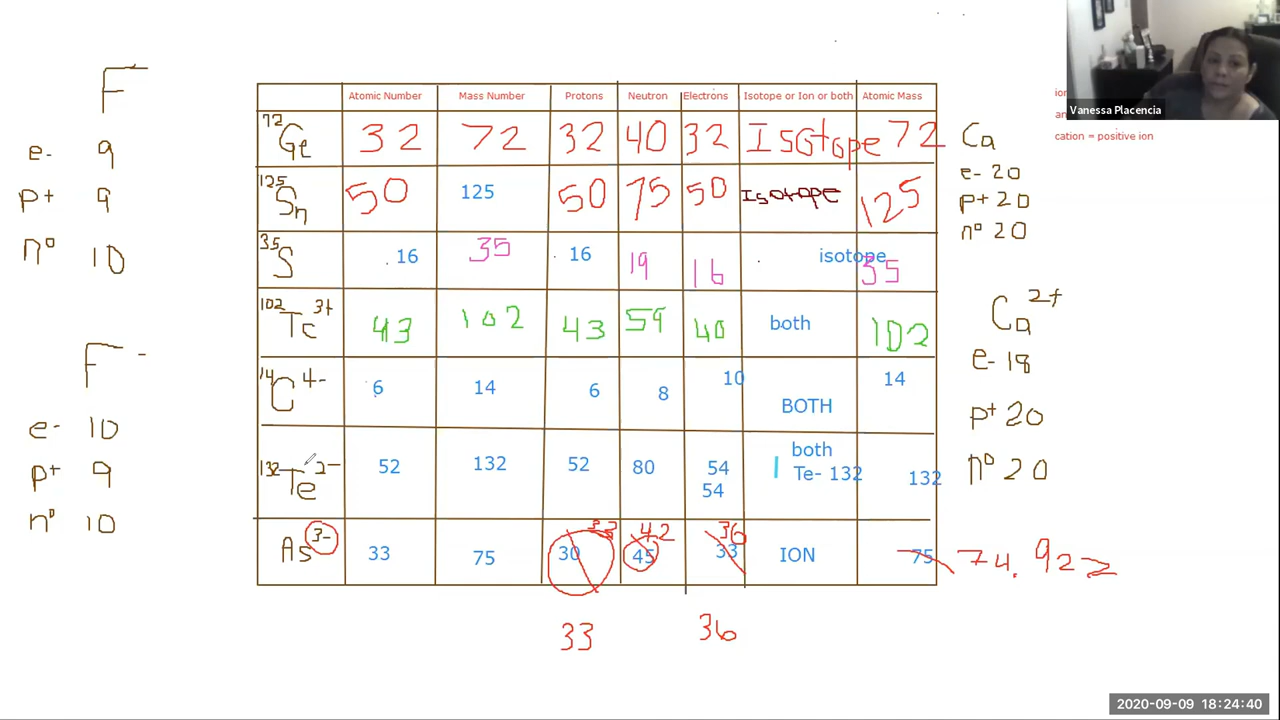 F
e- 9
p+ 9
n° 10
F -
e- 10
p+ 9
n° 10
Atomic Number Mass Number Protons Neutron Electrons Isotope or Ion or both Atomic Mass
72 Ge 32 72 32 40 32 Isotope 72
125 Sn 50 125 50 75 50 Isotope 125
35 S 16 35 16 19 16 isotope 35
102 Tc 3+ 43 102 43 59 40 both 102
14 C 4- 6 14 6 8 10 BOTH 14
132 Te 2- 52 132 52 80 54 54 both Te- 132 132
As 3- 33 75 30 33 45 42 33 36 ION 75 74.922
33 36
Ca
e- 20
p+ 20
n° 20
Ca 2+
e- 18
p+ 20
n° 20
Vanessa Placencia
cation = positive ion
2020-09-09 18:24:40